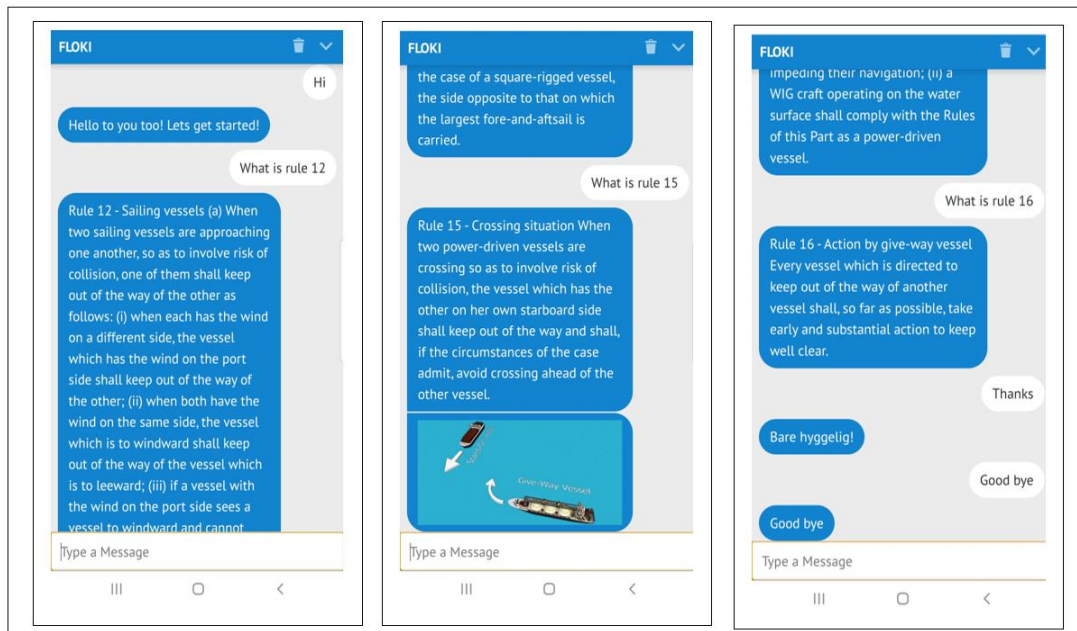 FLOKI
Hi
Hello to you too! Lets get started!
What is rule 12
Rule 12 - Sailing vessels (a) When
two sailing vessels are approaching
one another, so as to involve risk of
collision, one of them shall keep
out of the way of the other as
follows: (i) when each has the wind
on a different side, the vessel
which has the wind on the port
side shall keep out of the way of
the other; (ii) when both have the
wind on the same side, the vessel
which is to windward shall keep
out of the way of the vessel which
is to leeward; (iii) if a vessel with
the wind on the port side sees a
vessel to windward and cannot
Type a Message
FLOKI
the case of a square-rigged vessel,
the side opposite to that on which
the largest fore-and-aftsail is
carried.
What is rule 15
Rule 15 - Crossing situation When
two power-driven vessels are
crossing so as to involve risk of
collision, the vessel which has the
other on her own starboard side
shall keep out of the way and shall,
if the circumstances of the case
admit, avoid crossing ahead of the
other vessel.
Give-Way Vessel
Type a Message
FLOKI
impeding their navigation; (ii) a
WIG craft operating on the water
surface shall comply with the Rules
of this Part as a power-driven
vessel.
What is rule 16
Rule 16 - Action by give-way vessel
Every vessel which is directed to
keep out of the way of another
vessel shall, so far as possible, take
early and substantial action to keep
well clear.
Thanks
Bare hyggelig!
Good bye
Good bye
Type a Message